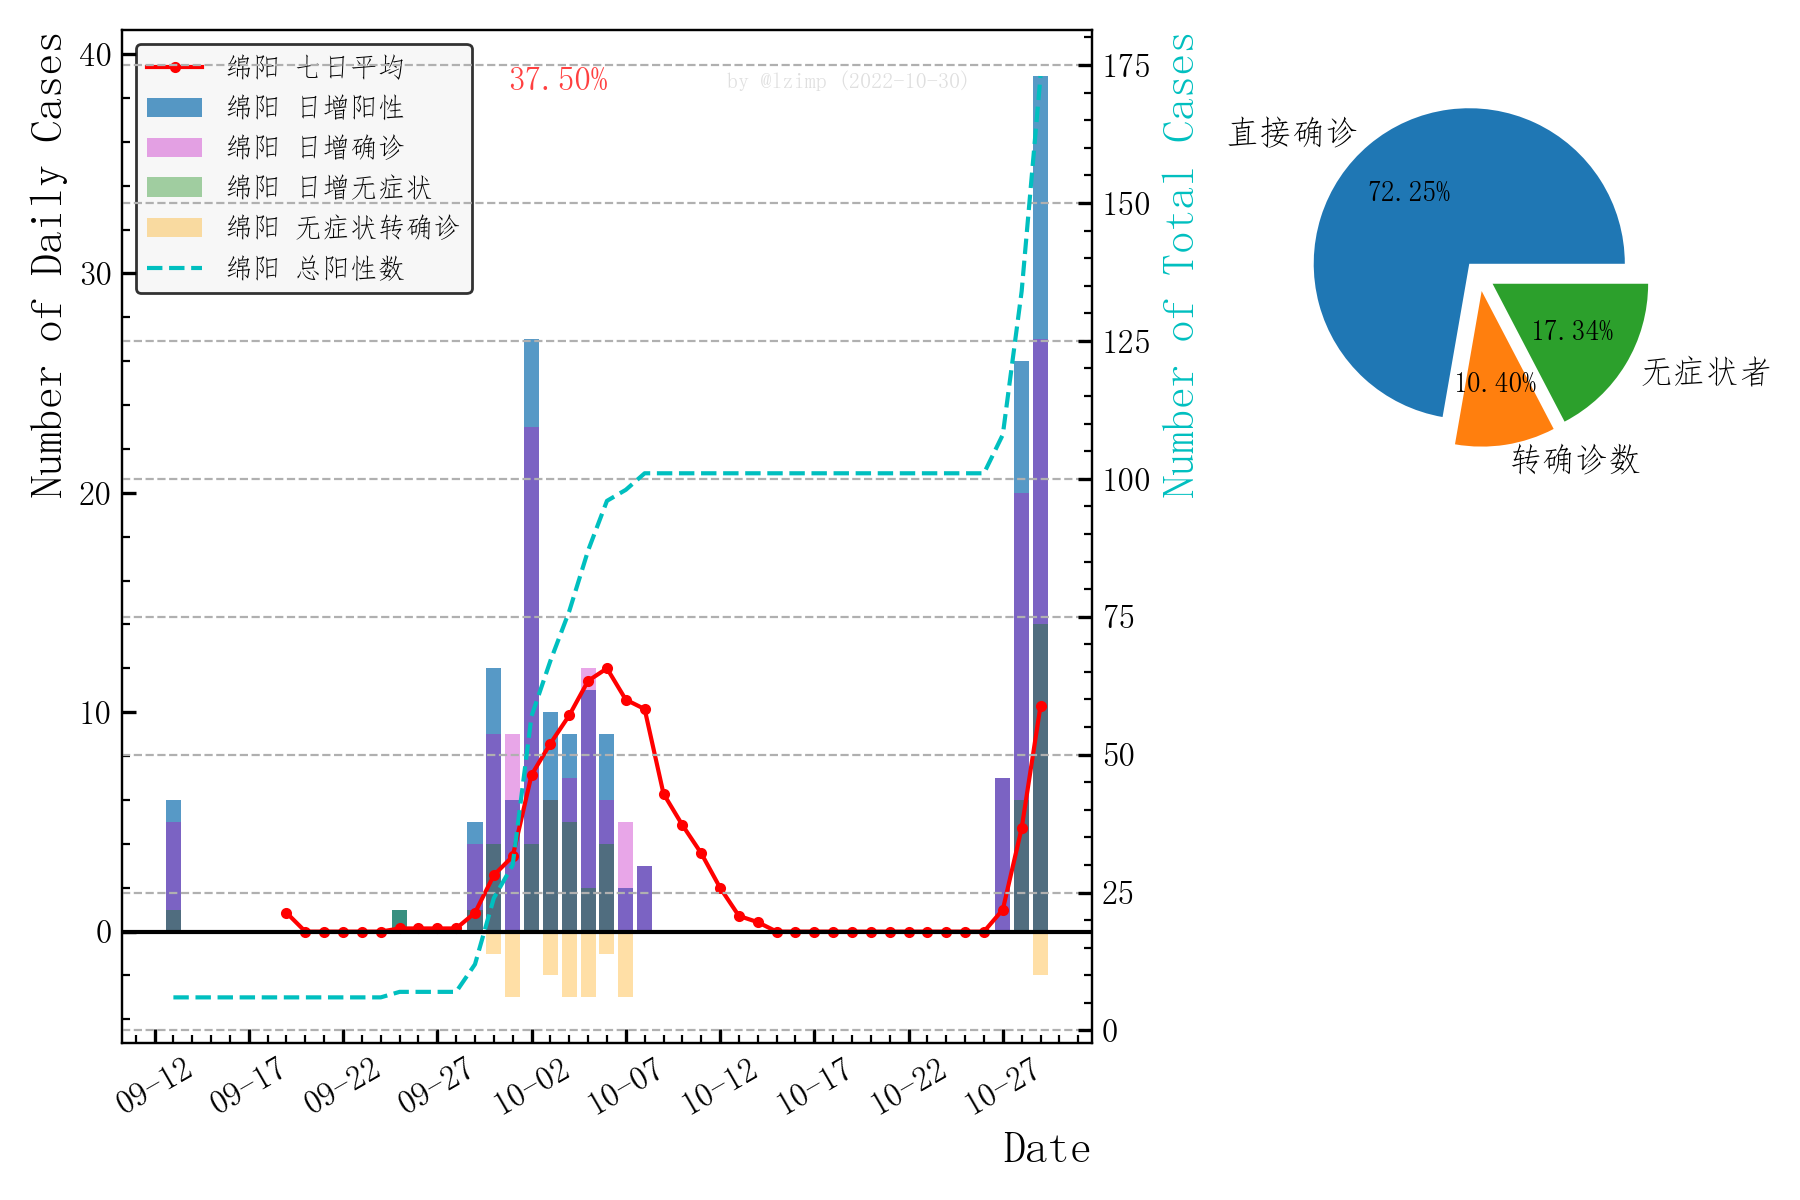 绵阳 七日平均
绵阳 日增阳性
绵阳 日增确诊
绵阳 日增无症状
绵阳 无症状转确诊
绵阳 总阳性数
37.50%
by @lzimp (2022-10-30)
Number of Daily Cases
40
30
20
10
0
Number of Total Cases
175
150
125
100
75
50
25
0
09-12
09-17
09-22
09-27
10-02
10-07
10-12
10-17
10-22
10-27
Date
直接确诊
72.25%
17.34%
无症状者
10.40%
转确诊数